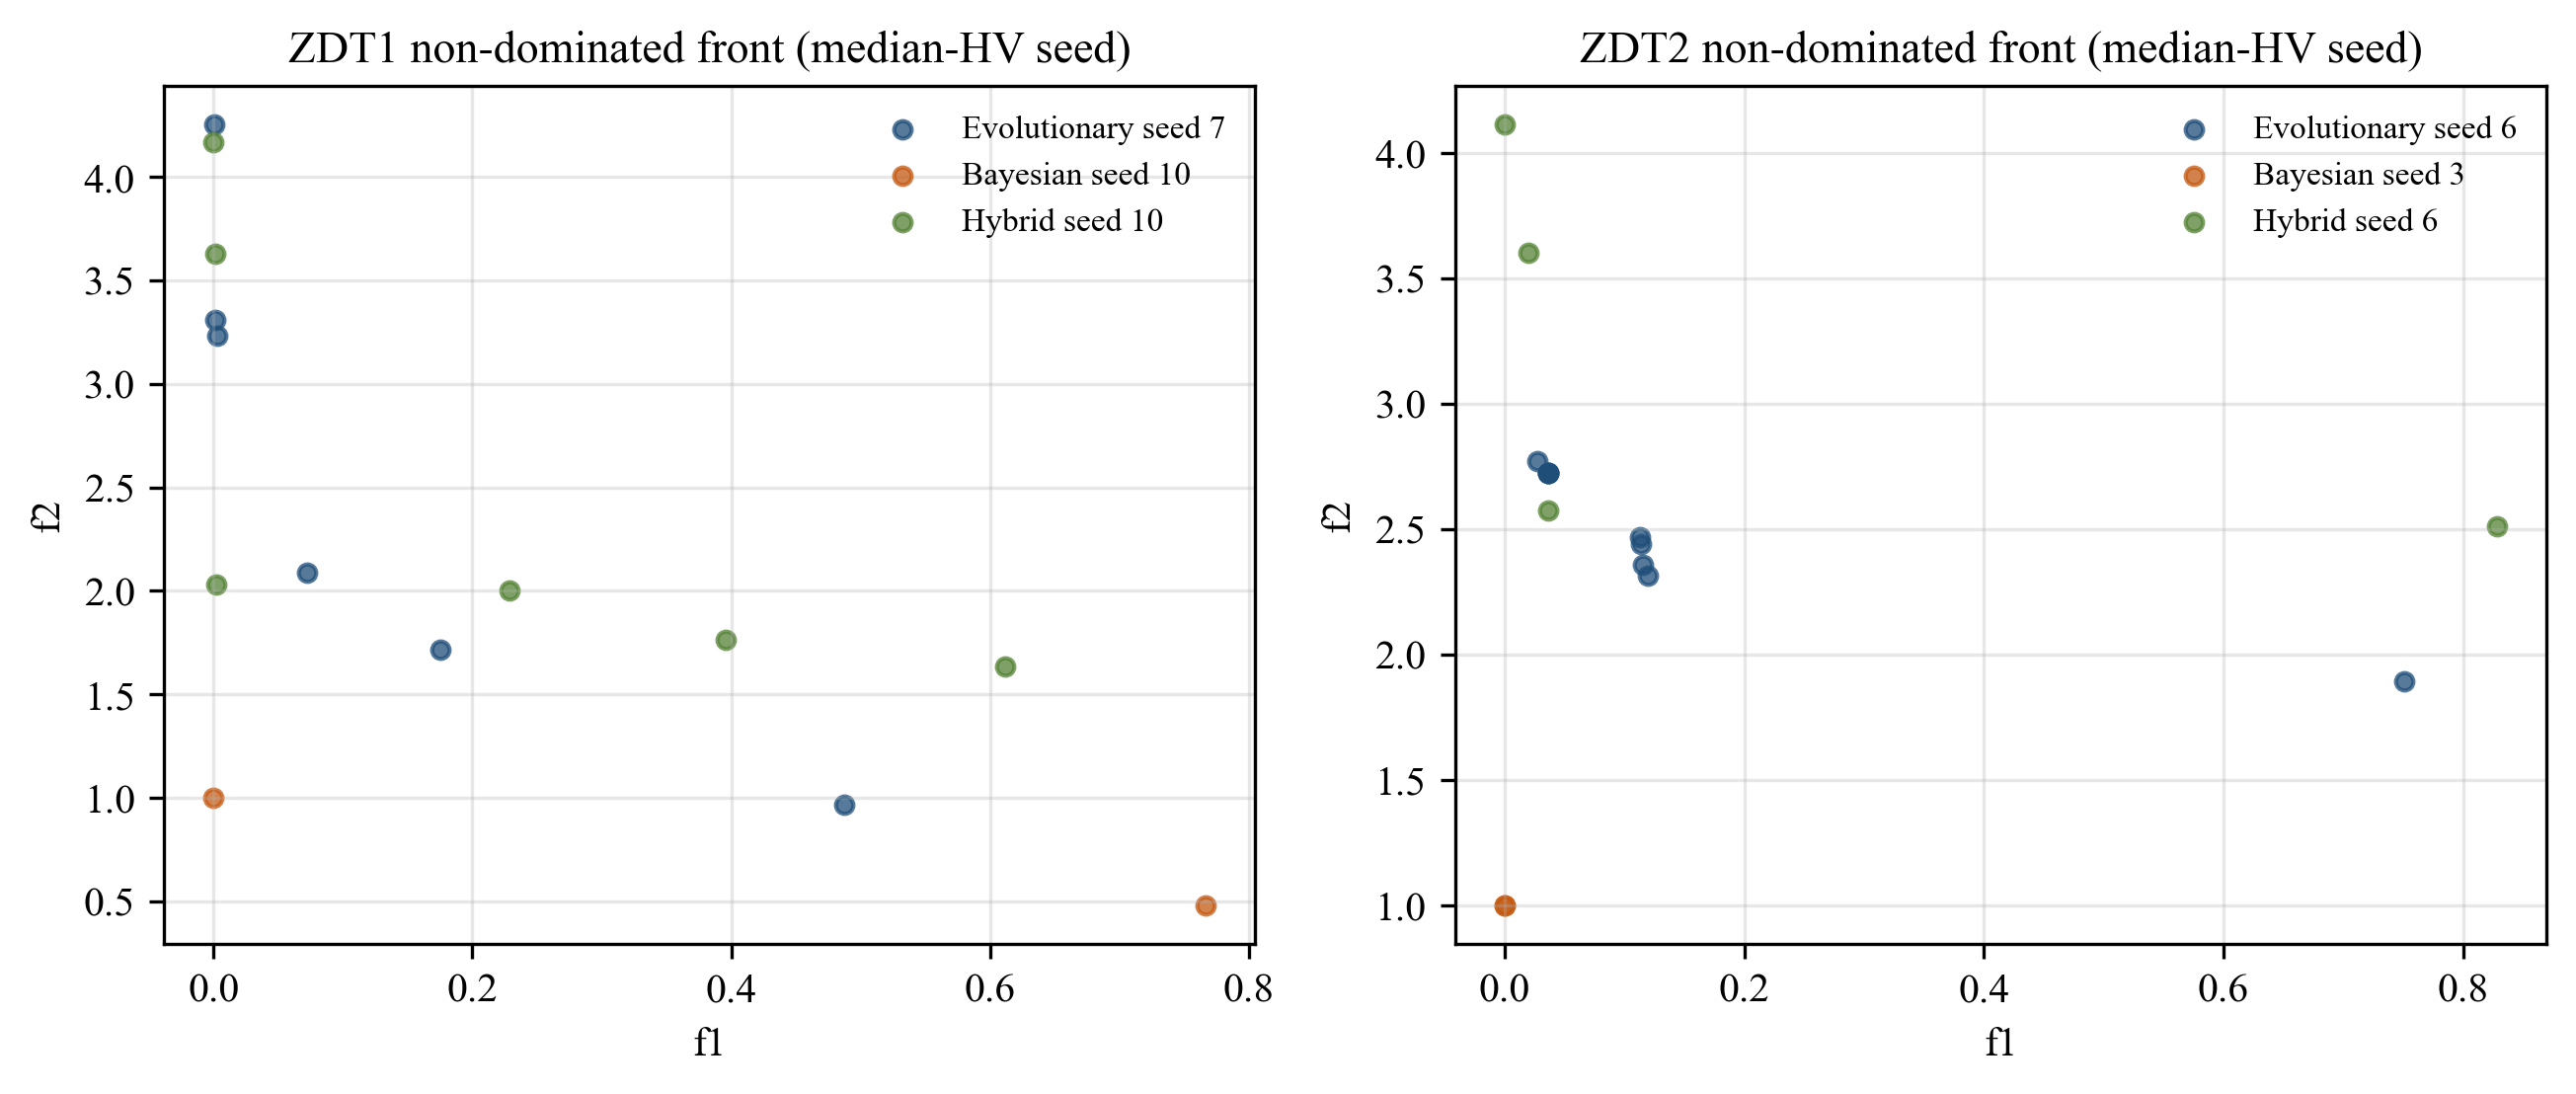 ZDT1 non-dominated front (median-HV seed)
Evolutionary seed 7
Bayesian seed 10
Hybrid seed 10
4.0
3.5
3.0
2.5
2.0
1.5
1.0
0.5
f2
0.0 0.2 0.4 0.6 0.8
f1
ZDT2 non-dominated front (median-HV seed)
Evolutionary seed 6
Bayesian seed 3
Hybrid seed 6
4.0
3.5
3.0
2.5
2.0
1.5
1.0
f2
0.0 0.2 0.4 0.6 0.8
f1